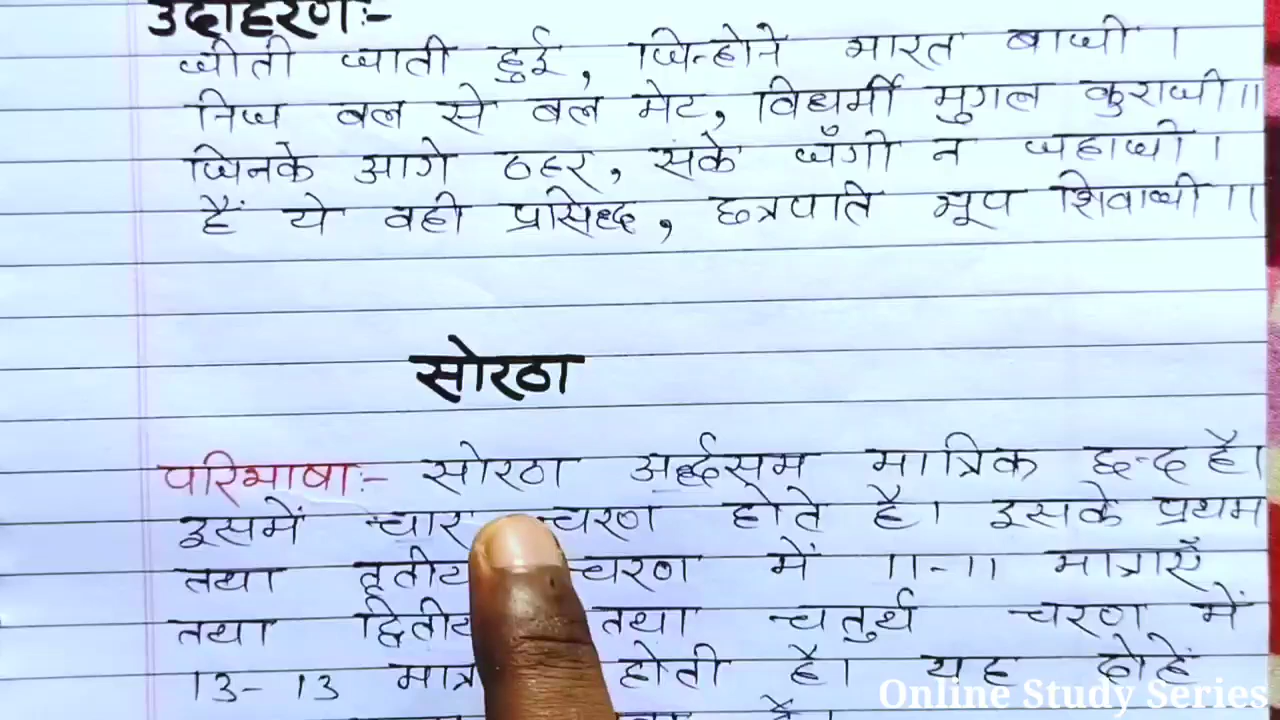 उदाहरण:-
जीती जाती हुई, जिन्होने भारत बाजी।
निज बल से बल मेट, विधर्मी मुगल कुराजी॥
जिनके आगे ठहर, सके जँगी न जहाजी।
हैं ये वही प्रसिद्ध, छत्रपति भूप शिवाजी॥
सोरठा
परिभाषा:- सोरठा अर्द्धसम मात्रिक छन्द है।
इसमें चार चरण होते है। इसके प्रथम
तथा तृतीय चरण में 11-11 मात्राएँ
तथा द्वितीय तथा चतुर्थ चरण में
13-13 होती है। यह दोहे
Online Study Series